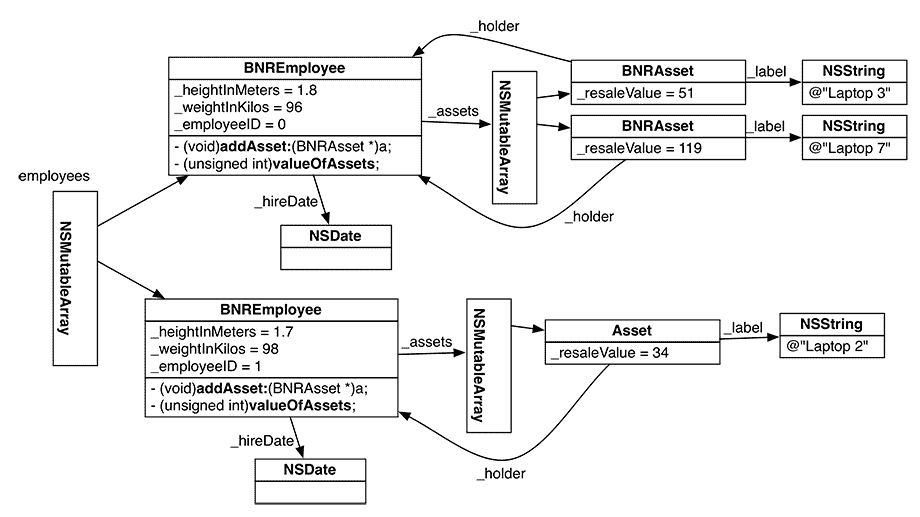 _holder
BNREmployee
_heightInMeters = 1.8
_weightInKilos = 96
_employeeID = 0
- (void)addAsset:(BNRAsset *)a;
- (unsigned int)valueOfAssets;
_assets
NSMutableArray
BNRAsset
_resaleValue = 51
_label
NSString
@"Laptop 3"
BNRAsset
_resaleValue = 119
_label
NSString
@"Laptop 7"
_holder
employees
NSMutableArray
_hireDate
NSDate
BNREmployee
_heightInMeters = 1.7
_weightInKilos = 98
_employeeID = 1
- (void)addAsset:(BNRAsset *)a;
- (unsigned int)valueOfAssets;
_assets
NSMutableArray
Asset
_resaleValue = 34
_label
NSString
@"Laptop 2"
_holder
_hireDate
NSDate